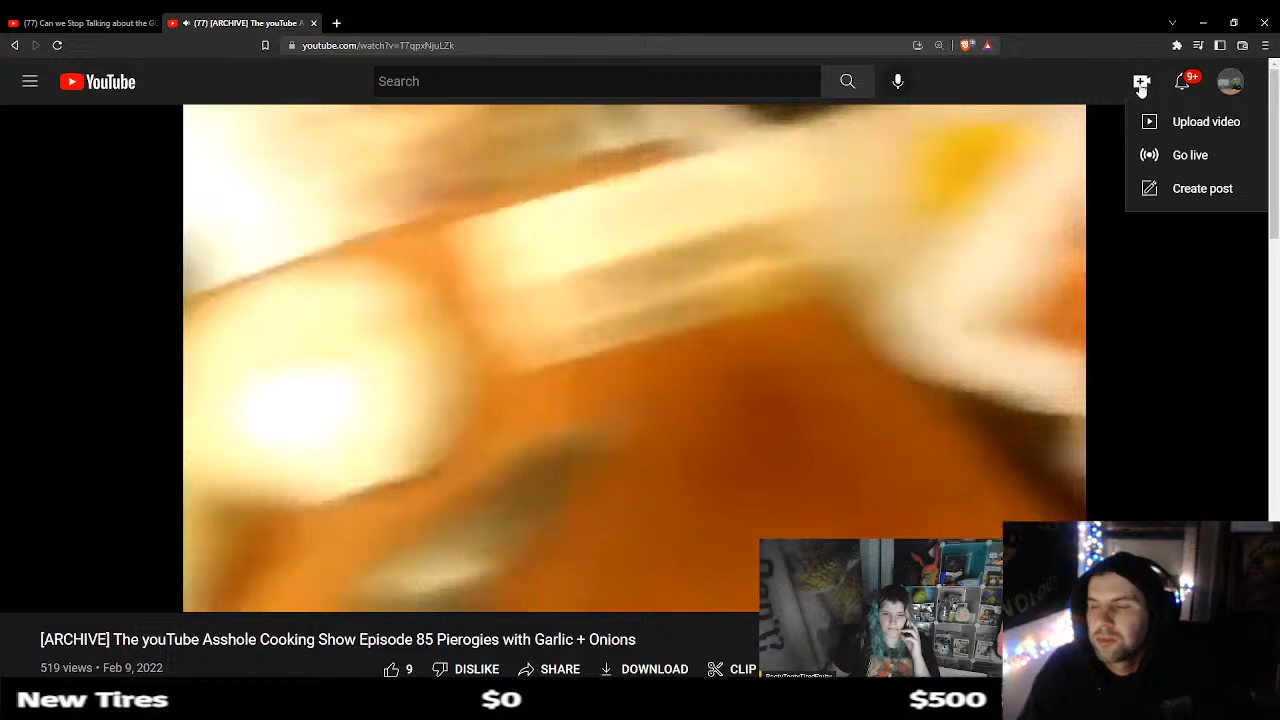 (77) Can we Stop Talking about the GC
(77) [ARCHIVE] The youTube A
youtube.com/watch?v=T7qpxNjuLZk
YouTube
Search
9+
Upload video
Go live
Create post
[ARCHIVE] The youTube Asshole Cooking Show Episode 85 Pierogies with Garlic + Onions
519 views • Feb 9, 2022
9
DISLIKE
SHARE
DOWNLOAD
CLIP
New Tires
$0
$500